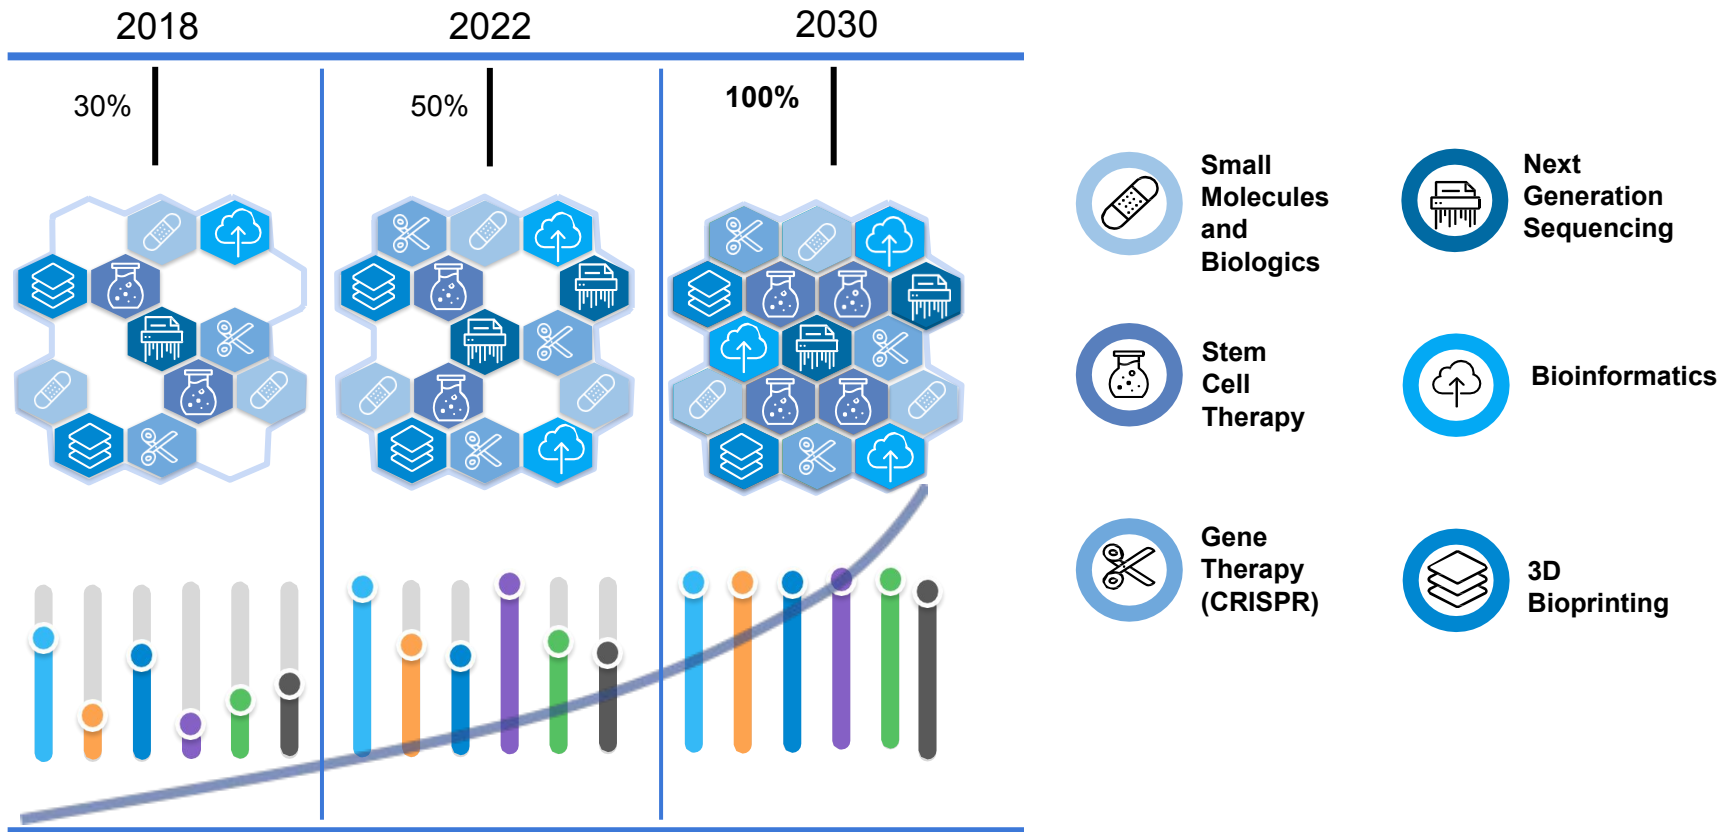 2018
2022
2030
30%
50%
100%
Small
Molecules
and
Biologics
Next
Generation
Sequencing
Stem
Cell
Therapy
Bioinformatics
Gene
Therapy
(CRISPR)
3D
Bioprinting